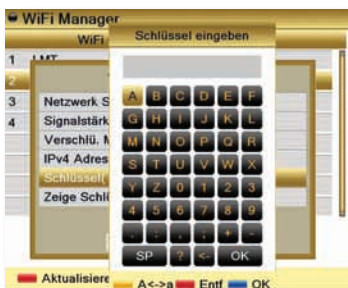 WiFi Manager
WiFi
Schlüssel eingeben
1 LMT
2
3 Netzwerk S
4 Signalstärk
Verschlü. M
IPv4 Adres
Schlüssel(
Zeige Schlü
A B C D E F
G H I J K L
M N O P Q R
S T U V W X
Y Z 0 1 2 3
4 5 6 7 8 9
SP ? <- OK
Aktualisiere
A<->a Entf OK